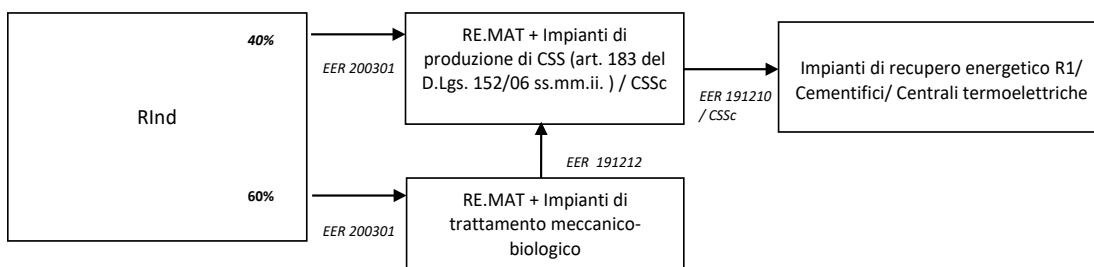 40%
EER 200301
RInd
60%
EER 200301
RE.MAT + Impianti di
produzione di CSS (art. 183 del
D.Lgs. 152/06 ss.mm.ii. ) / CSSc
EER 191212
RE.MAT + Impianti di
trattamento meccanico-
biologico
EER 191210
/ CSSc
Impianti di recupero energetico R1/
Cementifici/ Centrali termoelettriche